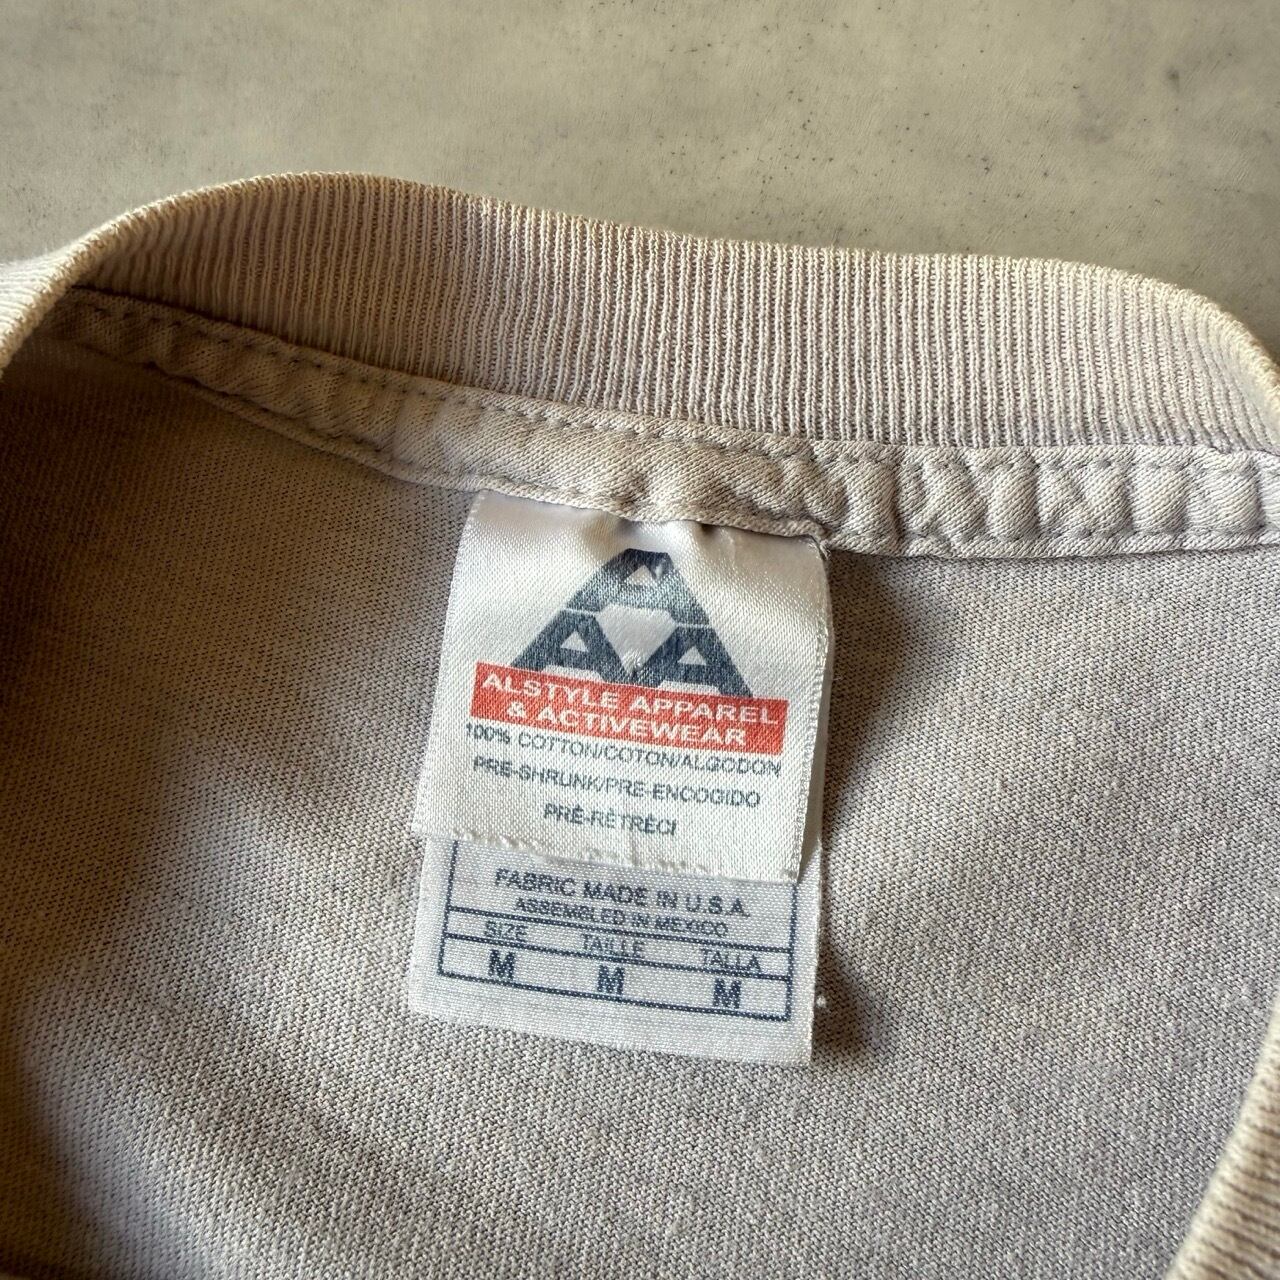 AAA
ALSTYLE APPAREL
& ACTIVEWEAR
100% COTTON/COTON/ALGODON
PRE-SHRUNK/PRE-ENCOGIDO
PRÉ-RÉTRÉCI
FABRIC MADE IN U.S.A.
ASSEMBLED IN MEXICO
SIZE TAILLE TALLA
M M M